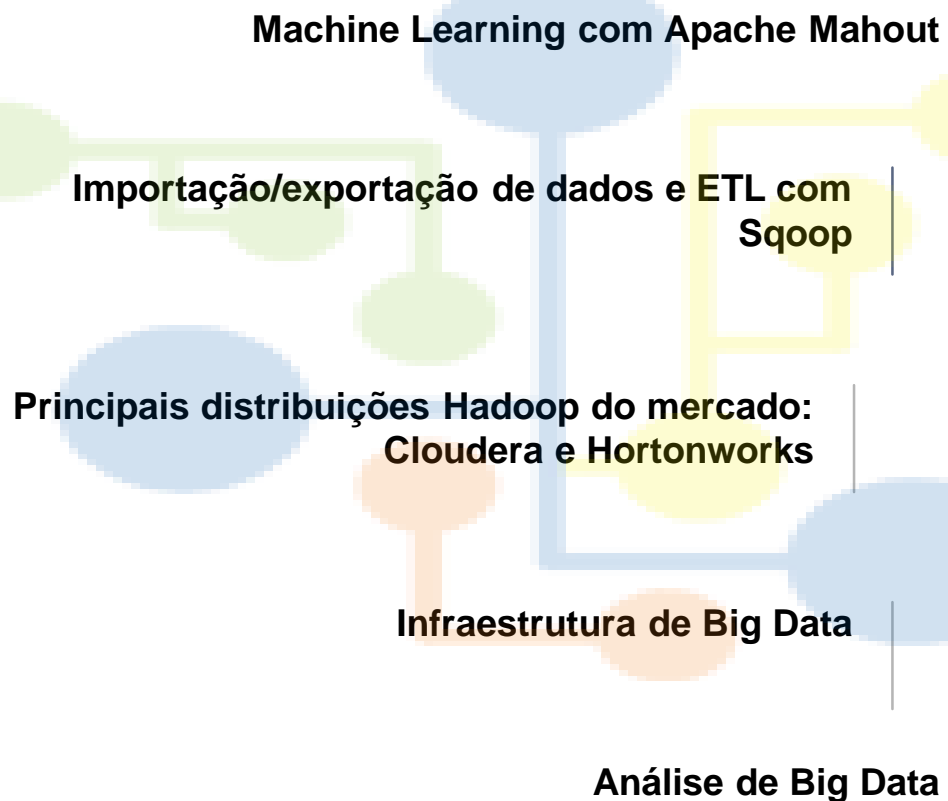 Machine Learning com Apache Mahout
Importação/exportação de dados e ETL com
Sqoop
Principais distribuições Hadoop do mercado:
Cloudera e Hortonworks
Infraestrutura de Big Data
Análise de Big Data